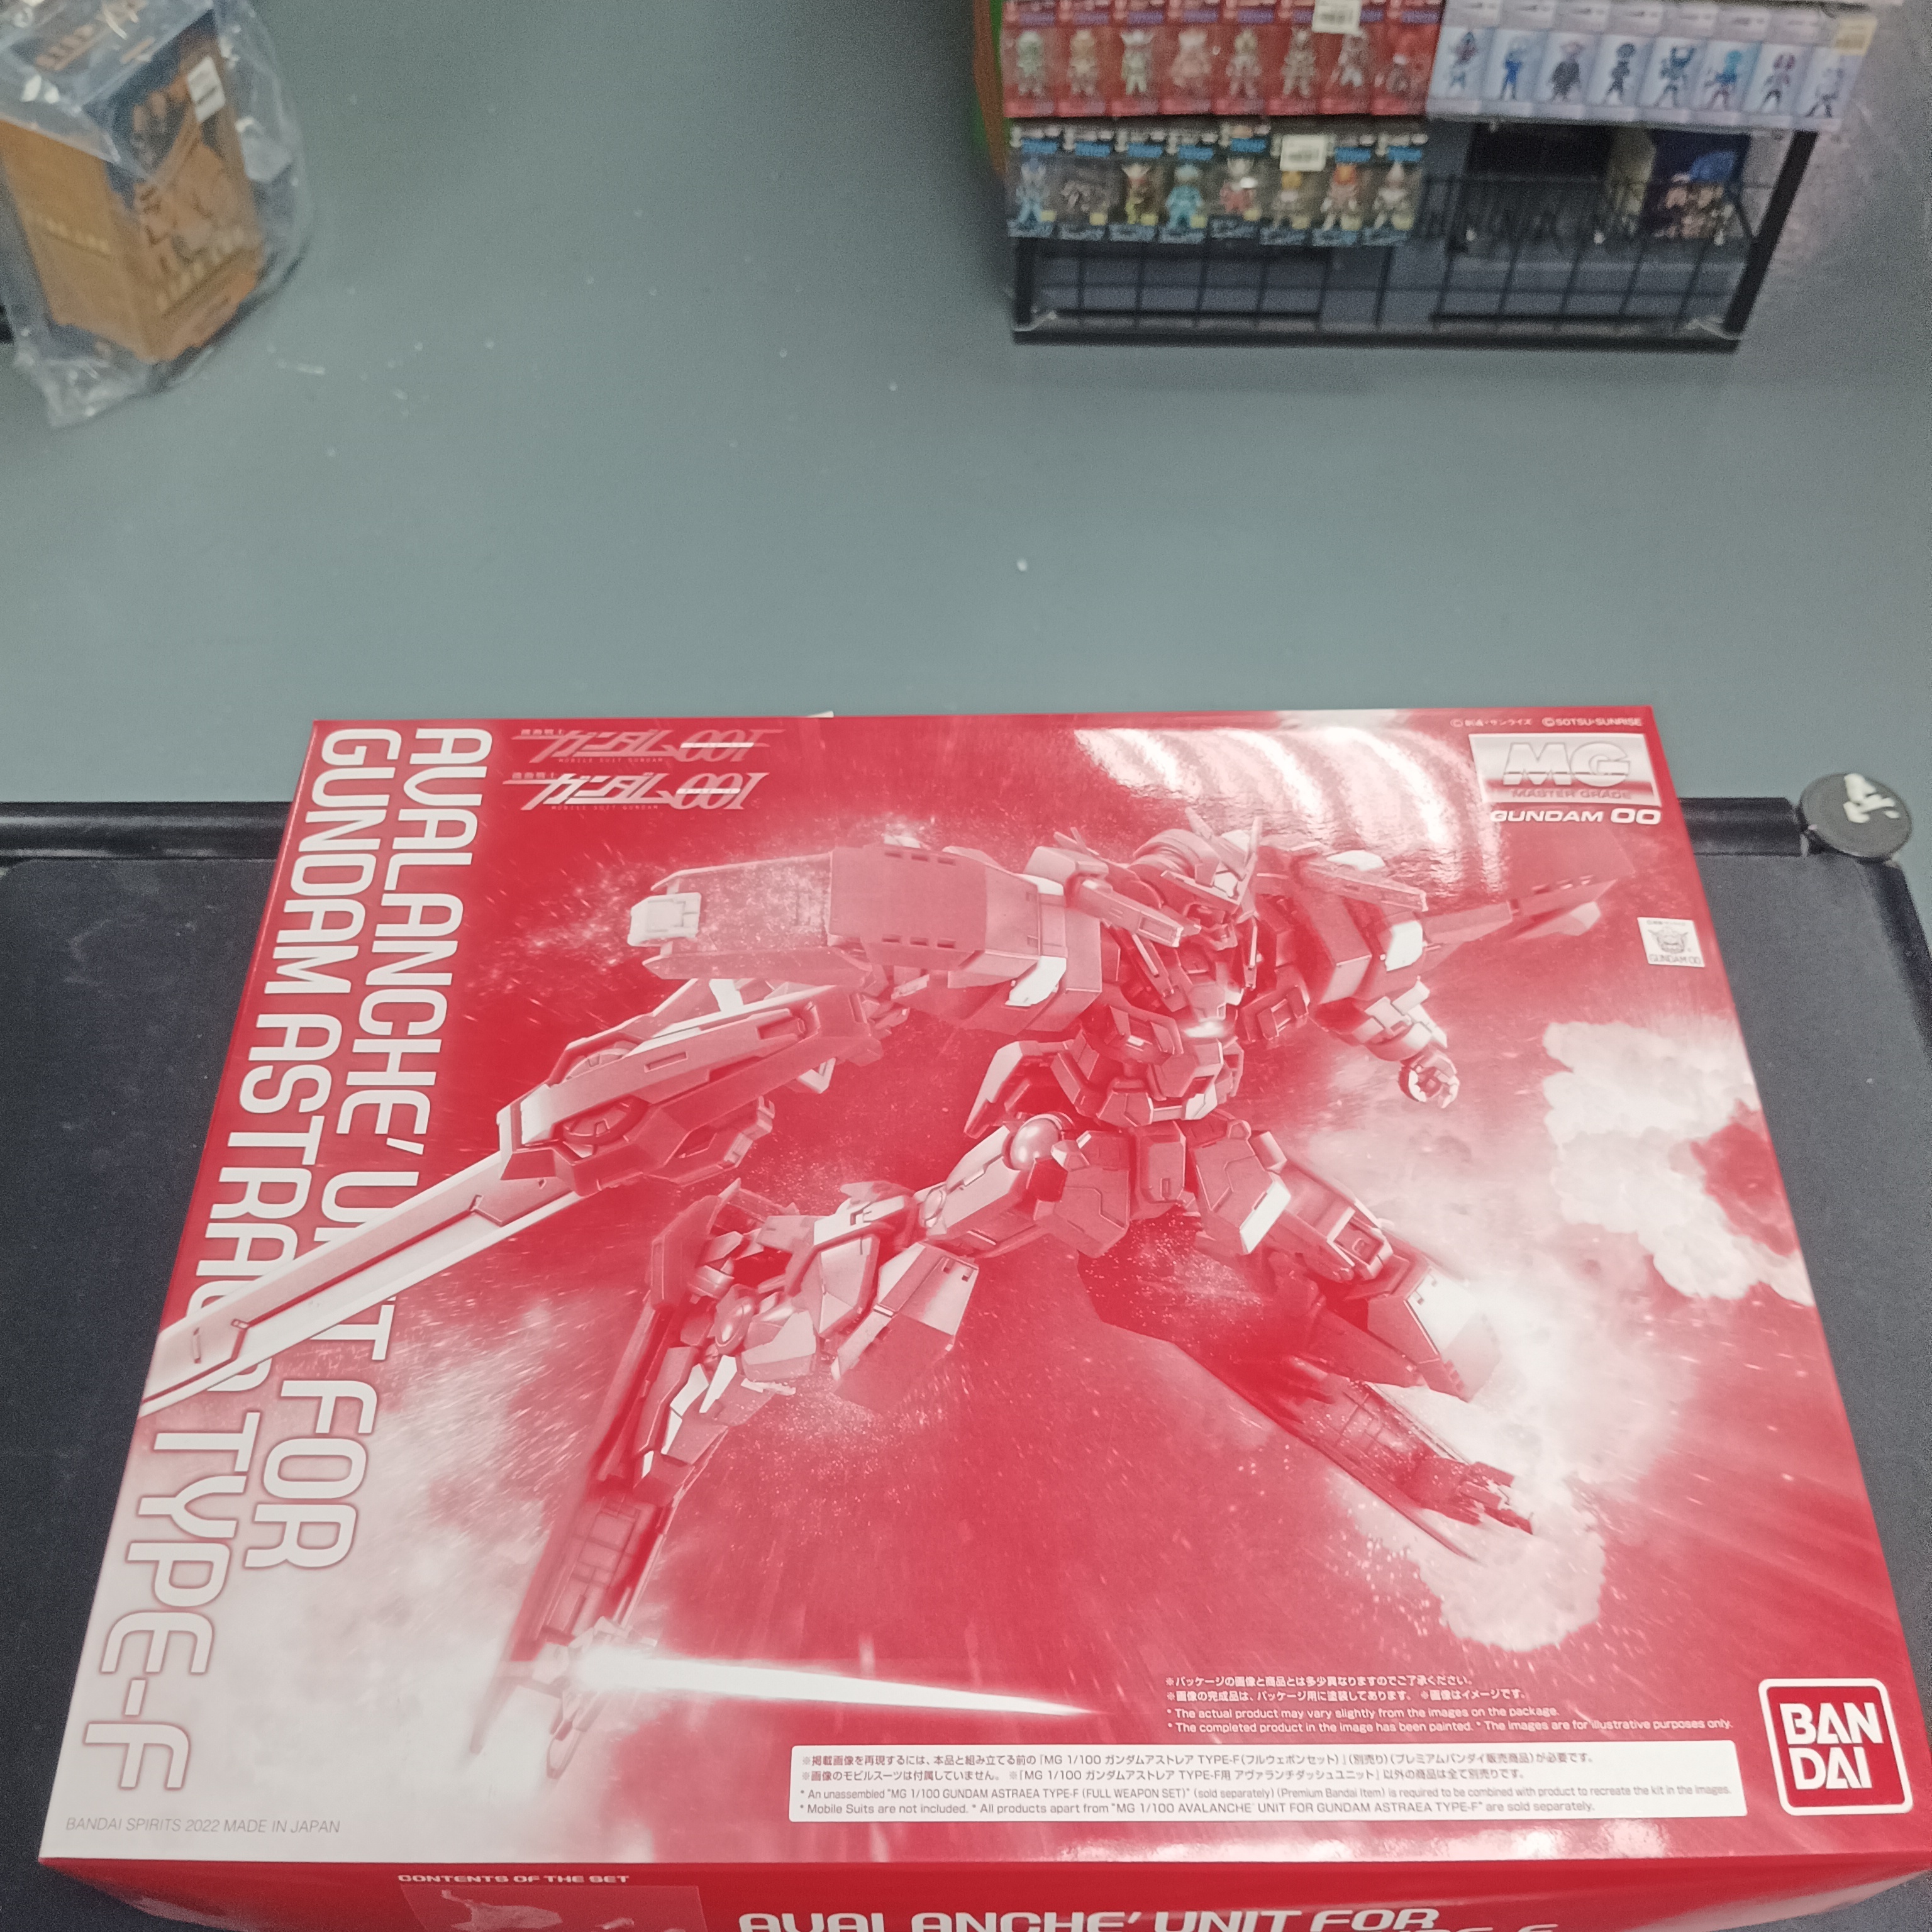 AVALANCHE' UNIT FOR
GUNDAM ASTRAEA TYPE-F
機動戦士
ガンダム00F
MOBILE SUIT GUNDAM
機動戦士
ガンダム00I
MOBILE SUIT GUNDAM
©創通・サンライズ ©SOTSU・SUNRISE
MG
MASTER GRADE
GUNDAM 00
GUNDAM 00
※パッケージの画像と商品とは多少異なりますのでご了承ください。
※画像の完成品は、パッケージ用に塗装してあります。 ※画像はイメージです。
* The actual product may vary slightly from the images on the package.
* The completed product in the image has been painted. * The images are for illustrative purposes only.
※掲載画像を再現するには、本品と組み立てる前の「MG 1/100 ガンダムアストレア TYPE-F(フルウェポンセット)」(別売り)(プレミアムバンダイ販売商品)が必要です。
※画像のモビルスーツは付属していません。 ※「MG 1/100 ガンダムアストレア TYPE-F用 アヴァランチダッシュユニット」以外の商品は全て別売りです。
* An unassembled "MG 1/100 GUNDAM ASTRAEA TYPE-F (FULL WEAPON SET)" (sold separately) (Premium Bandai Item) is required to be combined with product to recreate the kit in the images.
* Mobile Suits are not included. * All products apart from "MG 1/100 AVALANCHE' UNIT FOR GUNDAM ASTRAEA TYPE-F" are sold separately.
BAN
DAI
BANDAI SPIRITS 2022 MADE IN JAPAN
CONTENTS OF THE SET
AVALANCHE' UNIT FOR